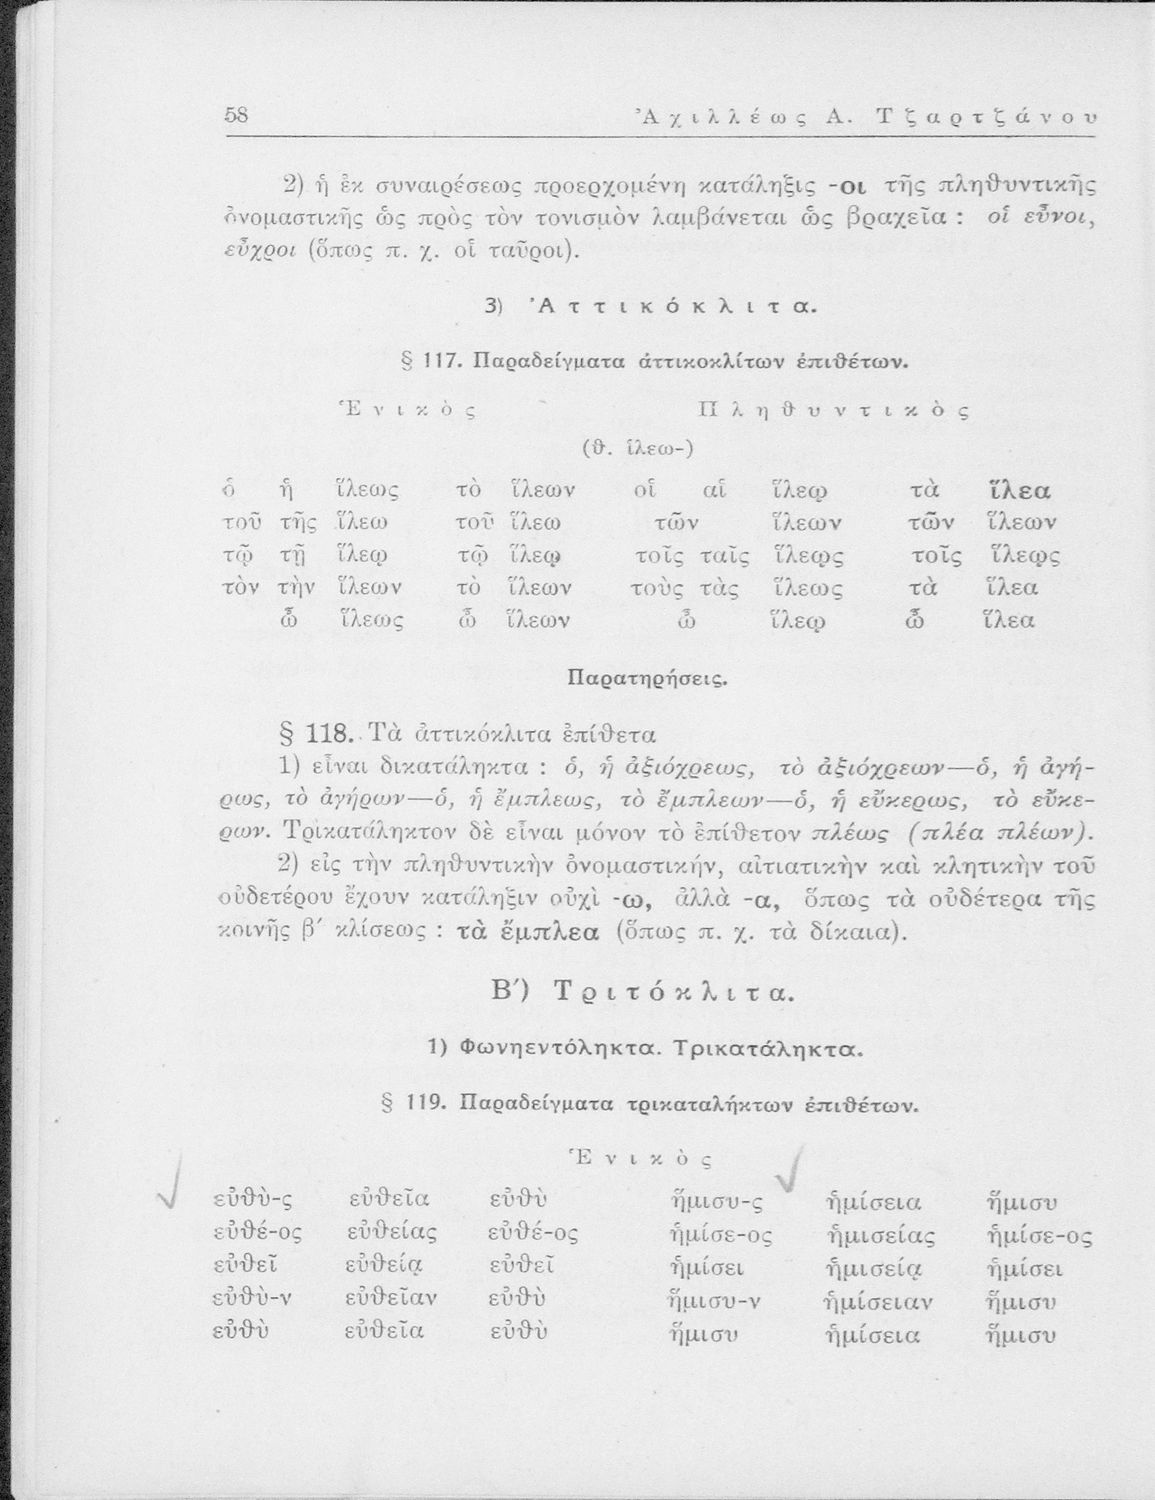 58 Ἀχιλλέως Α. Τζαρτζάνου
2) ἡ ἐκ συναιρέσεως προερχομένη κατάληξις -οι τῆς πληθυντικῆς
ὀνομαστικῆς ὡς πρὸς τὸν τονισμὸν λαμβάνεται ὡς βραχεῖα : οἱ εὖνοι,
εὖχροι (ὅπως π. χ. οἱ ταῦροι).
3) Ἀττικόκλιτα.
§ 117. Παραδείγματα ἀττικοκλίτων ἐπιθέτων.
Ἑνικὸς Πληθυντικὸς
(θ. ἱλεω-)
ὁ ἡ ἵλεως τὸ ἵλεων οἱ αἱ ἵλεῳ τὰ ἵλεα
τοῦ τῆς ἵλεω τοῦ ἵλεω τῶν ἵλεων τῶν ἵλεων
τῷ τῇ ἵλεῳ τῷ ἵλεῳ τοῖς ταῖς ἵλεῳς τοῖς ἵλεῳς
τὸν τὴν ἵλεων τὸ ἵλεων τοὺς τὰς ἵλεως τὰ ἵλεα
ὦ ἵλεως ὦ ἵλεων ὦ ἵλεῳ ὦ ἵλεα
Παρατηρήσεις.
§ 118. Τὰ ἀττικόκλιτα ἐπίθετα
1) εἶναι δικατάληκτα : ὁ, ἡ ἀξιόχρεως, τὸ ἀξιόχρεων—ὁ, ἡ ἀγή-
ρως, τὸ ἀγήρων—ὁ, ἡ ἔμπλεως, τὸ ἔμπλεων—ὁ, ἡ εὔκερως, τὸ εὔκε-
ρων. Τρικατάληκτον δὲ εἶναι μόνον τὸ ἐπίθετον πλέως (πλέα πλέων).
2) εἰς τὴν πληθυντικὴν ὀνομαστικήν, αἰτιατικὴν καὶ κλητικὴν τοῦ
οὐδετέρου ἔχουν κατάληξιν οὐχὶ -ω, ἀλλὰ -α, ὅπως τὰ οὐδέτερα τῆς
κοινῆς β′ κλίσεως : τὰ ἔμπλεα (ὅπως π. χ. τὰ δίκαια).
Β′) Τριτόκλιτα.
1) Φωνηεντόληκτα. Τρικατάληκτα.
§ 119. Παραδείγματα τρικαταλήκτων ἐπιθέτων.
Ἑνικὸς
εὐθὺ-ς εὐθεῖα εὐθὺ ἥμισυ-ς ἡμίσεια ἥμισυ
εὐθέ-ος εὐθείας εὐθέ-ος ἡμίσε-ος ἡμισείας ἡμίσε-ος
εὐθεῖ εὐθείᾳ εὐθεῖ ἡμίσει ἡμισείᾳ ἡμίσει
εὐθὺ-ν εὐθεῖαν εὐθὺ ἥμισυ-ν ἡμίσειαν ἥμισυ
εὐθὺ εὐθεῖα εὐθὺ ἥμισυ ἡμίσεια ἥμισυ